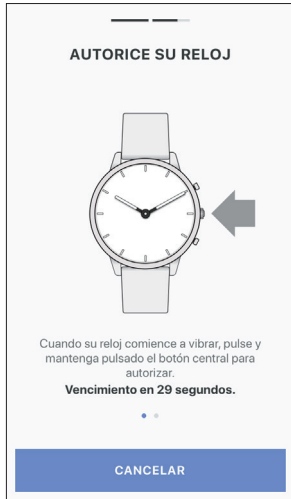 AUTORICE SU RELOJ
Cuando su reloj comience a vibrar, pulse y
mantenga pulsado el botón central para
autorizar.
Vencimiento en 29 segundos.
CANCELAR